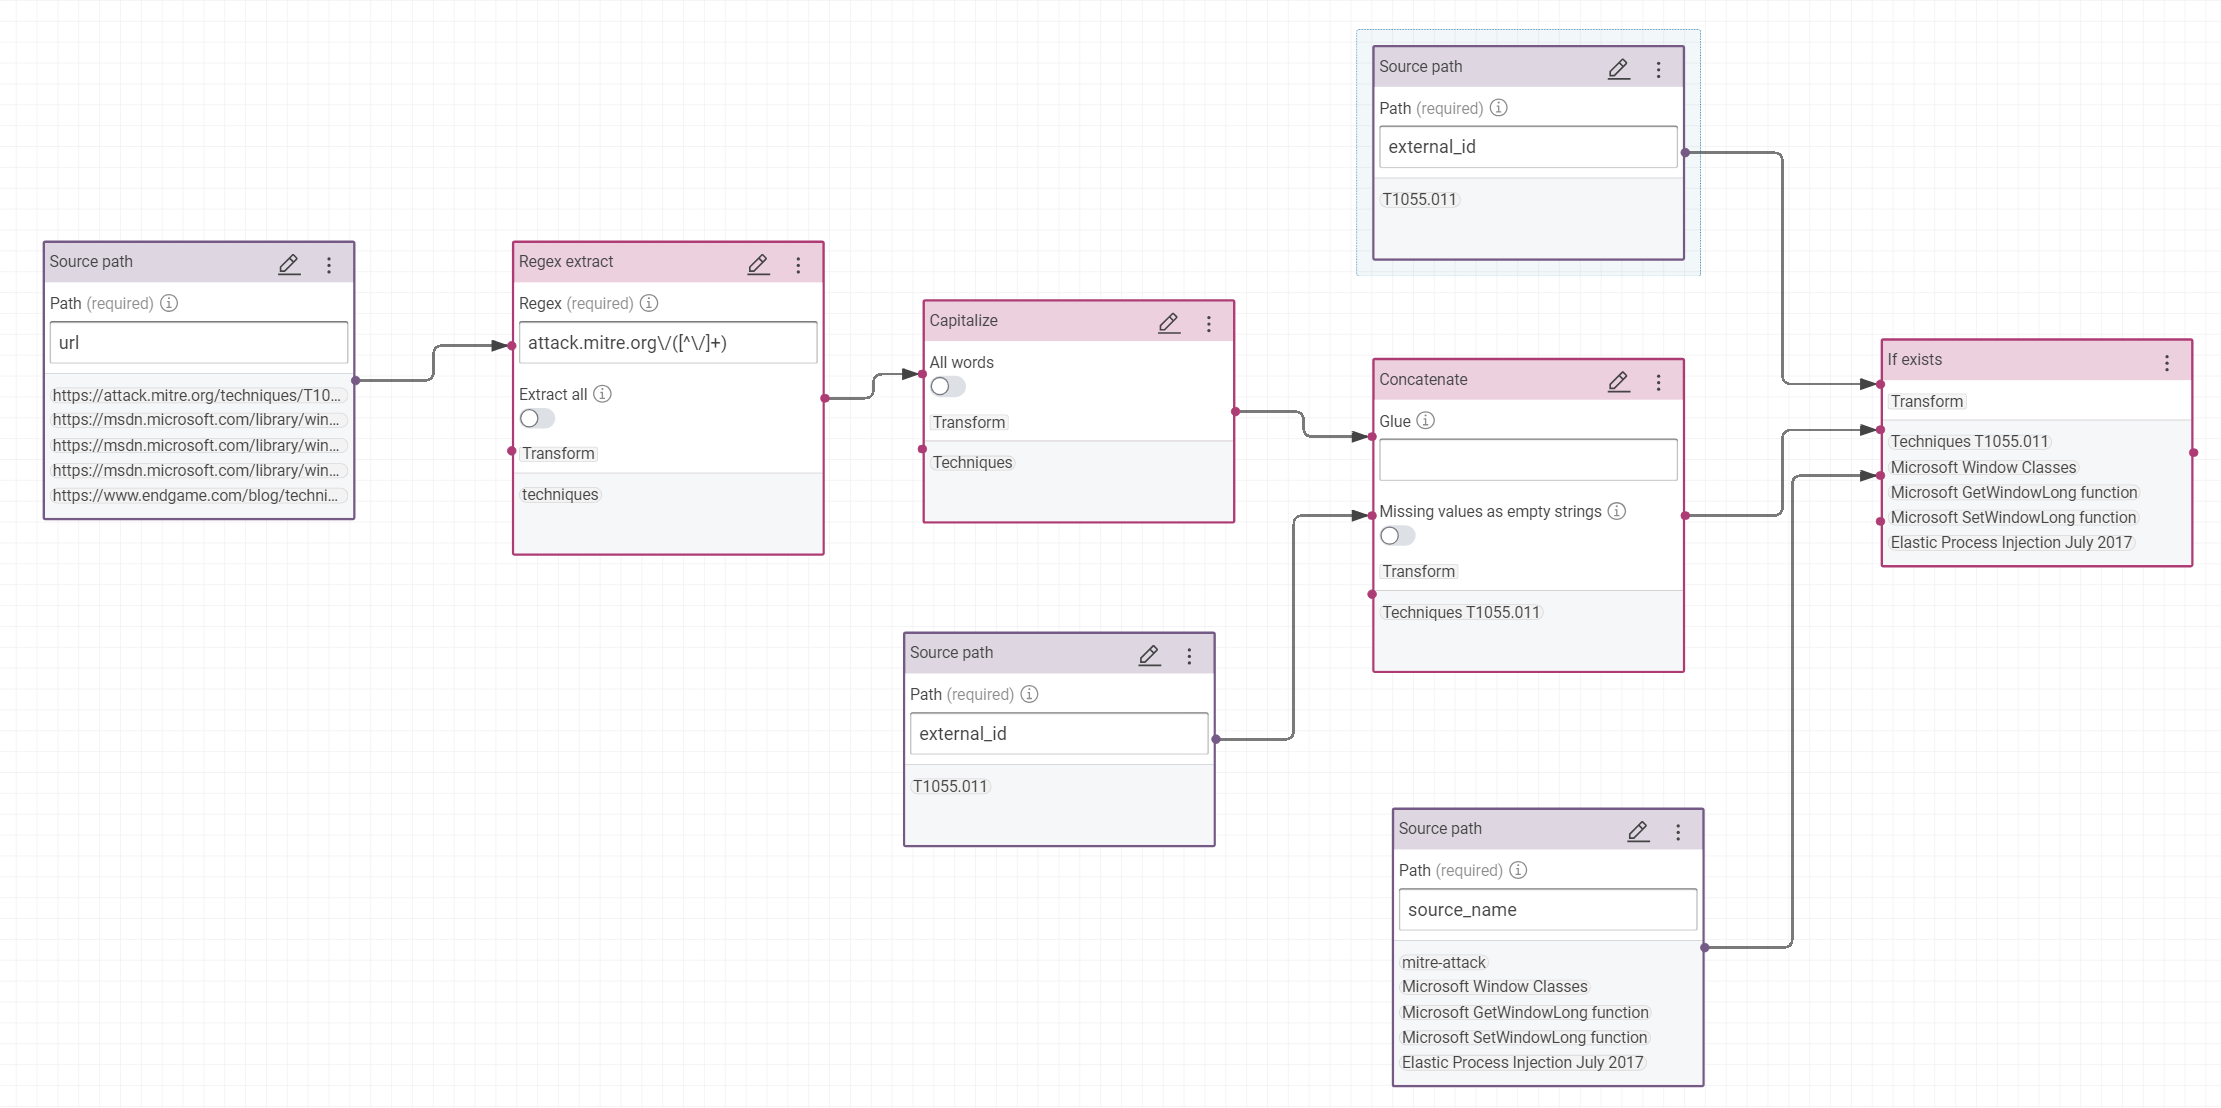 Source path
Path (required)
external_id
T1055.011
Source path
Path (required)
url
https://attack.mitre.org/techniques/T10...
https://msdn.microsoft.com/library/win...
https://msdn.microsoft.com/library/win...
https://msdn.microsoft.com/library/win...
https://www.endgame.com/blog/techni...
Regex extract
Regex (required)
attack.mitre.org\/([^\/]+)
Extract all
Transform
techniques
Capitalize
All words
Transform
Techniques
Concatenate
Glue
Missing values as empty strings
Transform
Techniques T1055.011
If exists
Transform
Techniques T1055.011
Microsoft Window Classes
Microsoft GetWindowLong function
Microsoft SetWindowLong function
Elastic Process Injection July 2017
Source path
Path (required)
external_id
T1055.011
Source path
Path (required)
source_name
mitre-attack
Microsoft Window Classes
Microsoft GetWindowLong function
Microsoft SetWindowLong function
Elastic Process Injection July 2017